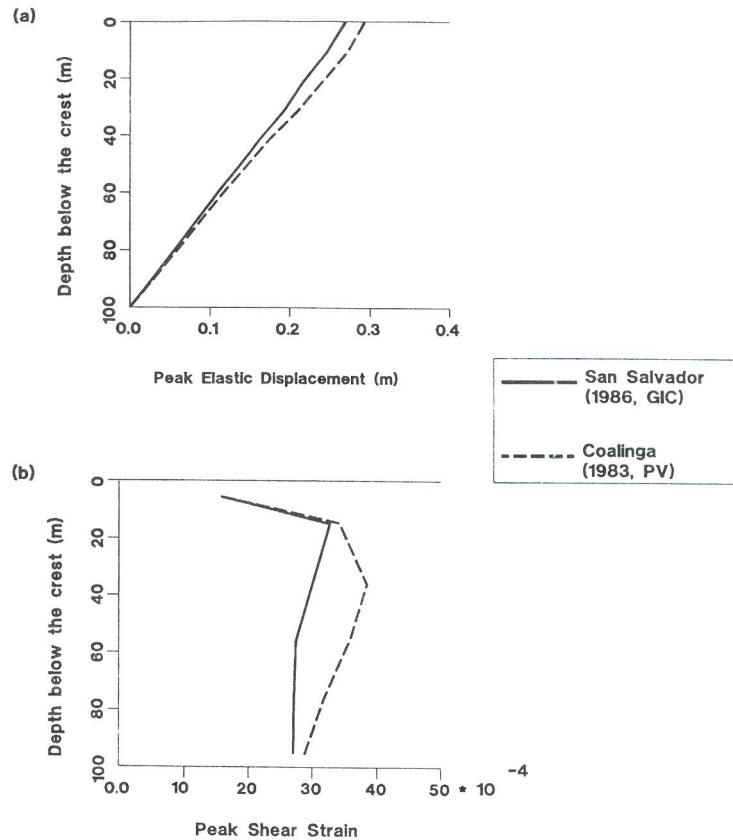 (a)
0
20
40
60
80
100
Depth below the crest (m)
0.0 0.1 0.2 0.3 0.4
Peak Elastic Displacement (m)
San Salvador
(1986, GIC)
Coalinga
(1983, PV)
(b)
0
20
40
60
80
100
Depth below the crest (m)
0.0 10 20 30 40 50 * 10 -4
Peak Shear Strain